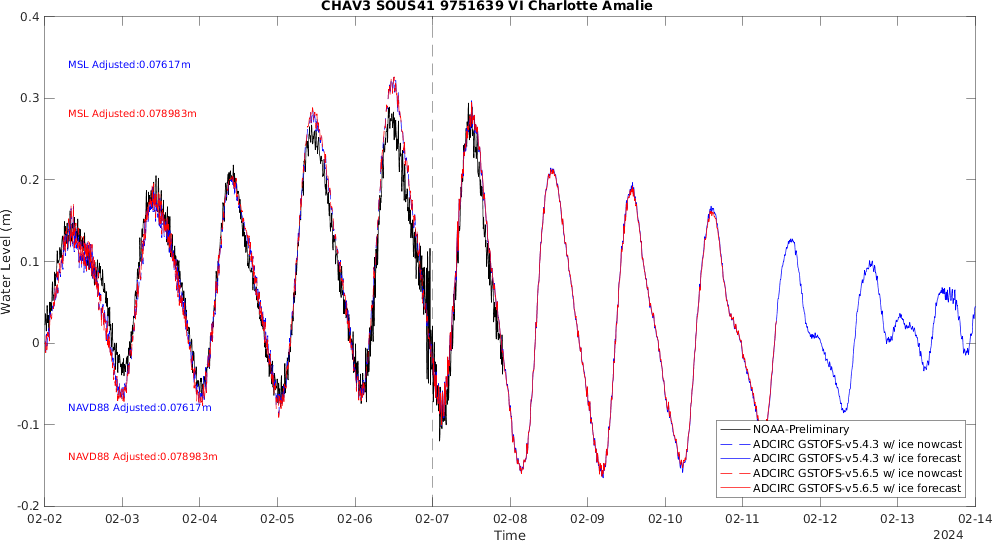 CHAV3 SOUS41 9751639 VI Charlotte Amalie
0.4
0.3
0.2
0.1
0
-0.1
-0.2
Water Level (m)
MSL Adjusted:0.07617m
MSL Adjusted:0.078983m
NAVD88 Adjusted:0.07617m
NAVD88 Adjusted:0.078983m
NOAA-Preliminary
ADCIRC GSTOFS-v5.4.3 w/ ice nowcast
ADCIRC GSTOFS-v5.4.3 w/ ice forecast
ADCIRC GSTOFS-v5.6.5 w/ ice nowcast
ADCIRC GSTOFS-v5.6.5 w/ ice forecast
02-02 02-03 02-04 02-05 02-06 02-07 02-08 02-09 02-10 02-11 02-12 02-13 02-14
Time
2024